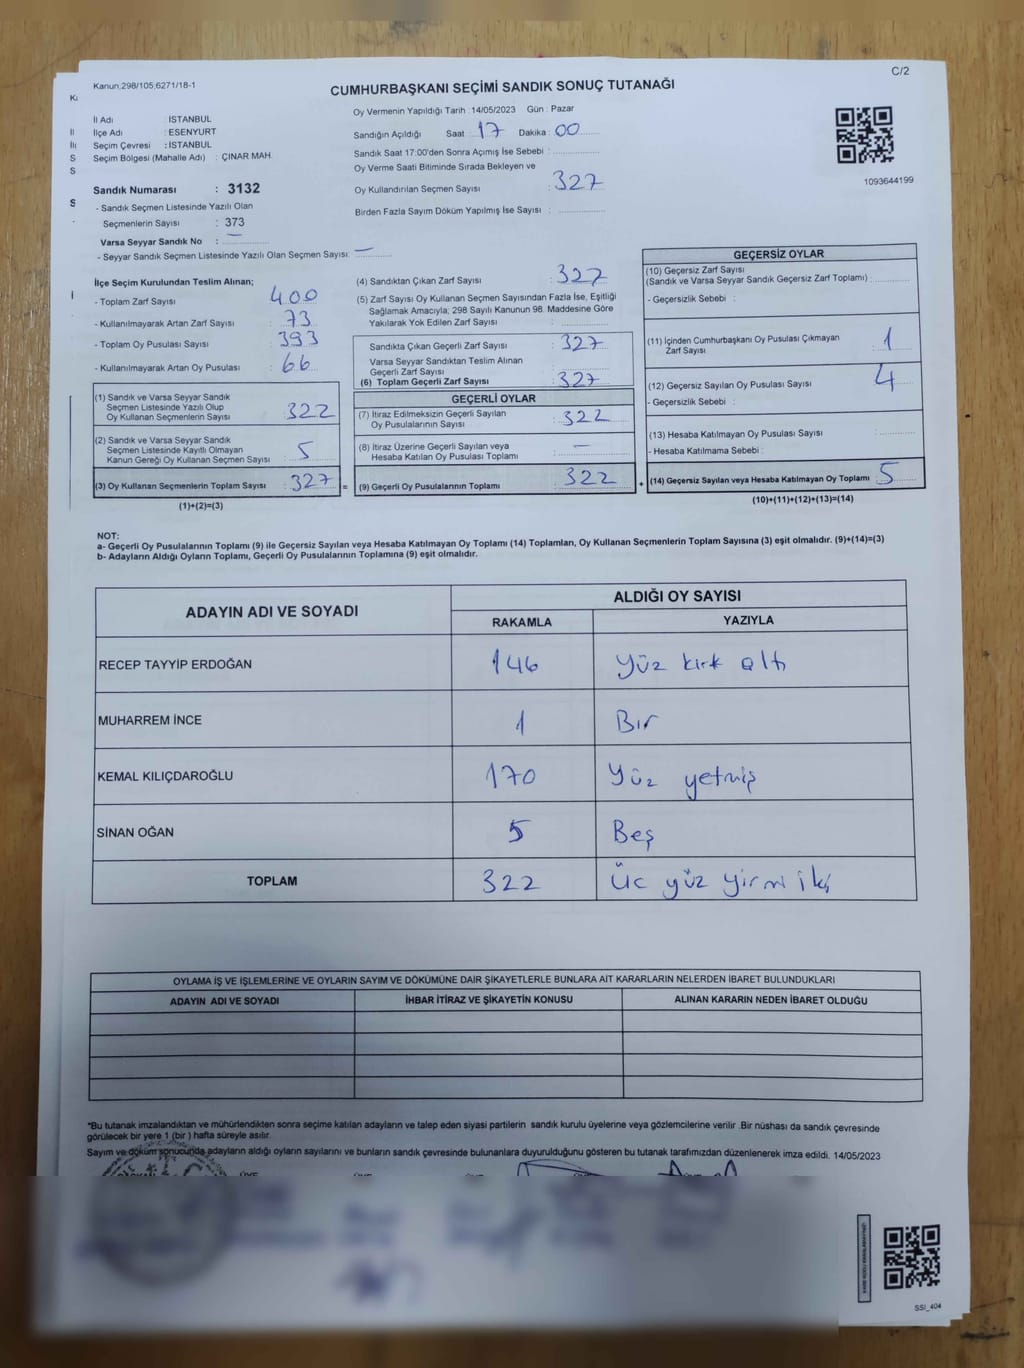 C/2
Kanun;298/105;6271/18-1
CUMHURBAŞKANI SEÇİMİ SANDIK SONUÇ TUTANAĞI
İl Adı : İSTANBUL
İlçe Adı : ESENYURT
Seçim Çevresi : İSTANBUL
Seçim Bölgesi (Mahalle Adı) : ÇINAR MAH.
Sandık Numarası : 3132
- Sandık Seçmen Listesinde Yazılı Olan
Seçmenlerin Sayısı : 373
Varsa Seyyar Sandık No : —
- Seyyar Sandık Seçmen Listesinde Yazılı Olan Seçmen Sayısı: —
Oy Vermenin Yapıldığı Tarih :14/05/2023 Gün : Pazar
Sandığın Açıldığı Saat 17 Dakika : 00
Sandık Saat 17:00'den Sonra Açımış İse Sebebi :
Oy Verme Saati Bitiminde Sırada Bekleyen ve
Oy Kullandırılan Seçmen Sayısı : 327
Birden Fazla Sayım Döküm Yapılmış İse Sayısı :
1093644199
İlçe Seçim Kurulundan Teslim Alınan;
- Toplam Zarf Sayısı : 400
- Kullanılmayarak Artan Zarf Sayısı : 73
- Toplam Oy Pusulası Sayısı : 393
- Kullanılmayarak Artan Oy Pusulası : 66
(1) Sandık ve Varsa Seyyar Sandık
Seçmen Listesinde Yazılı Olup
Oy Kullanan Seçmenlerin Sayısı : 322
(2) Sandık ve Varsa Seyyar Sandık
Seçmen Listesinde Kayıtlı Olmayan
Kanun Gereği Oy Kullanan Seçmen Sayısı : 5
(3) Oy Kullanan Seçmenlerin Toplam Sayısı : 327 =
(1)+(2)=(3)
(4) Sandıktan Çıkan Zarf Sayısı : 327
(5) Zarf Sayısı Oy Kullanan Seçmen Sayısından Fazla İse, Eşitliği
Sağlamak Amacıyla; 298 Sayılı Kanunun 98. Maddesine Göre
Yakılarak Yok Edilen Zarf Sayısı :
Sandıkta Çıkan Geçerli Zarf Sayısı : 327
Varsa Seyyar Sandıktan Teslim Alınan
Geçerli Zarf Sayısı :
(6) Toplam Geçerli Zarf Sayısı : 327
GEÇERLİ OYLAR
(7) İtiraz Edilmeksizin Geçerli Sayılan
Oy Pusulalarının Sayısı : 322
(8) İtiraz Üzerine Geçerli Sayılan veya
Hesaba Katılan Oy Pusulası Toplamı : —
(9) Geçerli Oy Pusulalarının Toplamı : 322 +
GEÇERSİZ OYLAR
(10) Geçersiz Zarf Sayısı
(Sandık ve Varsa Seyyar Sandık Geçersiz Zarf Toplamı) :
- Geçersizlik Sebebi :
(11) İçinden Cumhurbaşkanı Oy Pusulası Çıkmayan
Zarf Sayısı : 1
(12) Geçersiz Sayılan Oy Pusulası Sayısı : 4
- Geçersizlik Sebebi :
(13) Hesaba Katılmayan Oy Pusulası Sayısı :
- Hesaba Katılmama Sebebi :
(14) Geçersiz Sayılan veya Hesaba Katılmayan Oy Toplamı : 5
(10)+(11)+(12)+(13)=(14)
NOT:
a- Geçerli Oy Pusulalarının Toplamı (9) ile Geçersiz Sayılan veya Hesaba Katılmayan Oy Toplamı (14) Toplamları, Oy Kullanan Seçmenlerin Toplam Sayısına (3) eşit olmalıdır. (9)+(14)=(3)
b- Adayların Aldığı Oyların Toplamı, Geçerli Oy Pusulalarının Toplamına (9) eşit olmalıdır.
ADAYIN ADI VE SOYADI ALDIĞI OY SAYISI
RAKAMLA YAZIYLA
RECEP TAYYİP ERDOĞAN 146 Yüz kırk altı
MUHARREM İNCE 1 Bir
KEMAL KILIÇDAROĞLU 170 Yüz yetmiş
SİNAN OĞAN 5 Beş
TOPLAM 322 Üc yüz yirmi iki
OYLAMA İŞ VE İŞLEMLERİNE VE OYLARIN SAYIM VE DÖKÜMÜNE DAİR ŞİKAYETLERLE BUNLARA AİT KARARLARIN NELERDEN İBARET BULUNDUKLARI
ADAYIN ADI VE SOYADI İHBAR İTİRAZ VE ŞİKAYETİN KONUSU ALINAN KARARIN NEDEN İBARET OLDUĞU
*Bu tutanak imzalandıktan ve mühürlendikten sonra seçime katılan adayların ve talep eden siyasi partilerin sandık kurulu üyelerine veya gözlemcilerine verilir .Bir nüshası da sandık çevresinde
görülecek bir yere 1 (bir ) hafta süreyle asılır.
Sayım ve döküm sonucunda adayların aldığı oyların sayılarını ve bunların sandık çevresinde bulunanlara duyurulduğunu gösteren bu tutanak tarafımızdan düzenlenerek imza edildi. 14/05/2023
SSİ_404